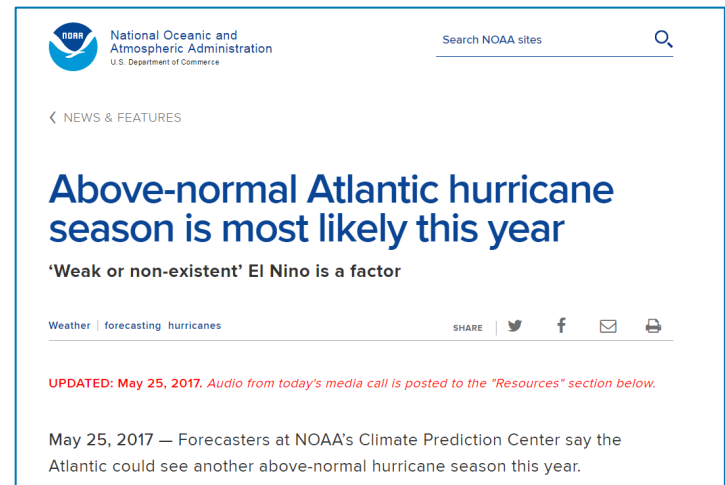 NOAA
National Oceanic and
Atmospheric Administration
U.S. Department of Commerce
Search NOAA sites
NEWS & FEATURES
Above-normal Atlantic hurricane
season is most likely this year
‘Weak or non-existent’ El Nino is a factor
Weather | forecasting hurricanes
SHARE
UPDATED: May 25, 2017. Audio from today's media call is posted to the "Resources" section below.
May 25, 2017 — Forecasters at NOAA’s Climate Prediction Center say the
Atlantic could see another above-normal hurricane season this year.